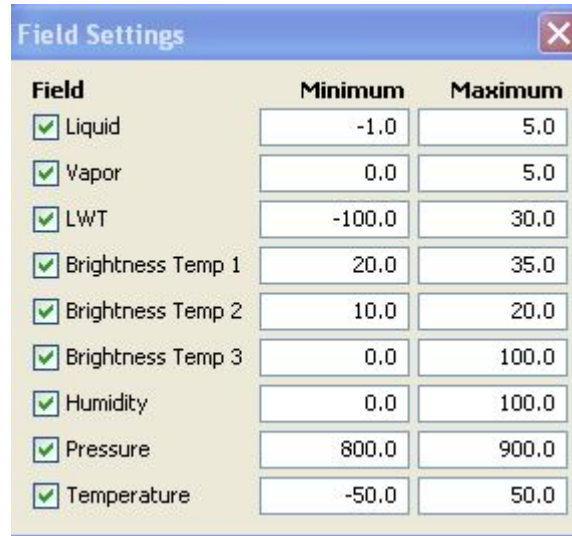 Field Settings
Field Minimum Maximum
Liquid -1.0 5.0
Vapor 0.0 5.0
LWT -100.0 30.0
Brightness Temp 1 20.0 35.0
Brightness Temp 2 10.0 20.0
Brightness Temp 3 0.0 100.0
Humidity 0.0 100.0
Pressure 800.0 900.0
Temperature -50.0 50.0